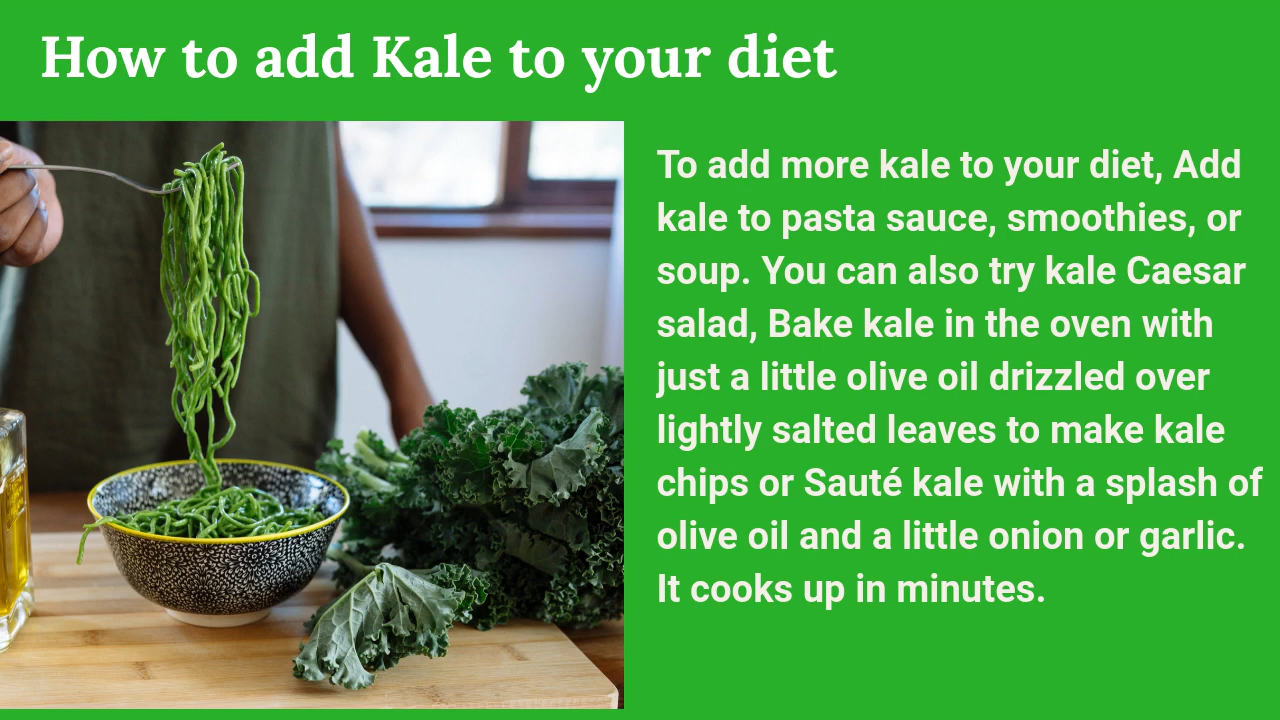 How to add Kale to your diet
To add more kale to your diet, Add
kale to pasta sauce, smoothies, or
soup. You can also try kale Caesar
salad, Bake kale in the oven with
just a little olive oil drizzled over
lightly salted leaves to make kale
chips or Sauté kale with a splash of
olive oil and a little onion or garlic.
It cooks up in minutes.